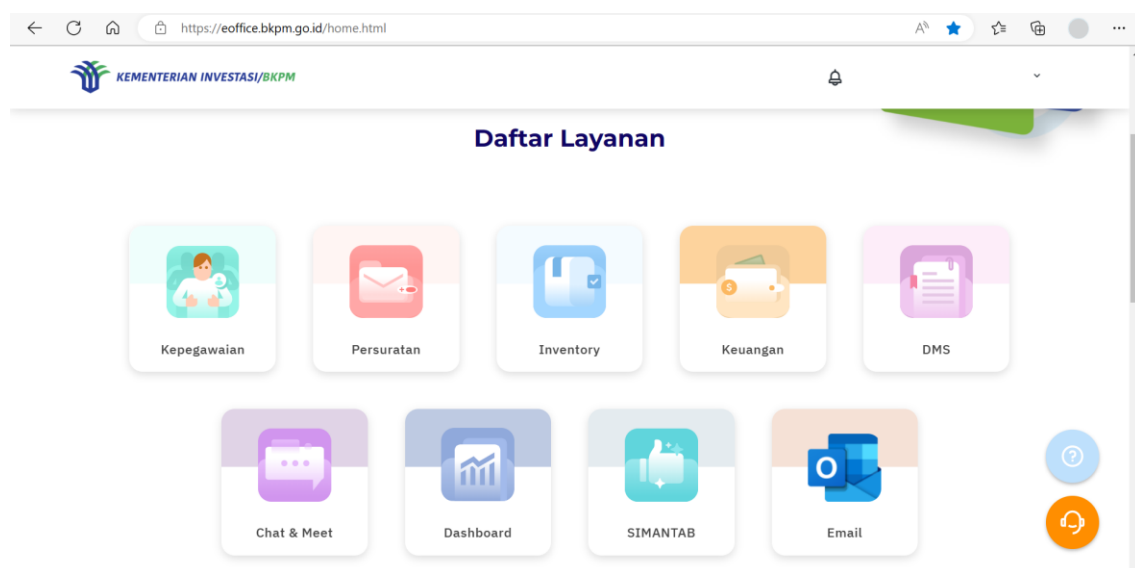 https://eoffice.bkpm.go.id/home.html
KEMENTERIAN INVESTASI/BKPM
Daftar Layanan
Kepegawaian
Persuratan
Inventory
Keuangan
DMS
Chat & Meet
Dashboard
SIMANTAB
Email